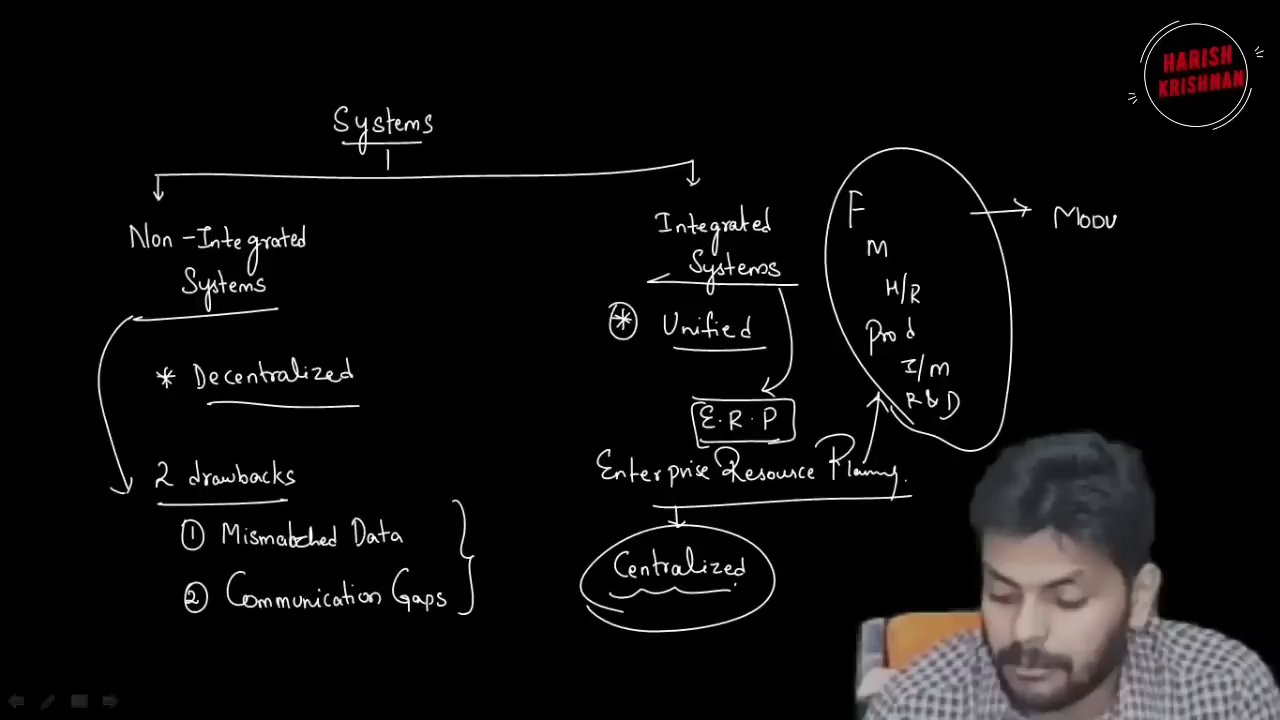 HARISH
KRISHNAN
Systems
Non-Integrated
Systems
* Decentralized
2 drawbacks
① Mismatched Data
② Communication Gaps
Integrated
Systems
* Unified
E.R.P
Enterprise Resource Planning.
Centralized
F
M
H/R
Prod
I/M
R&D
Modu